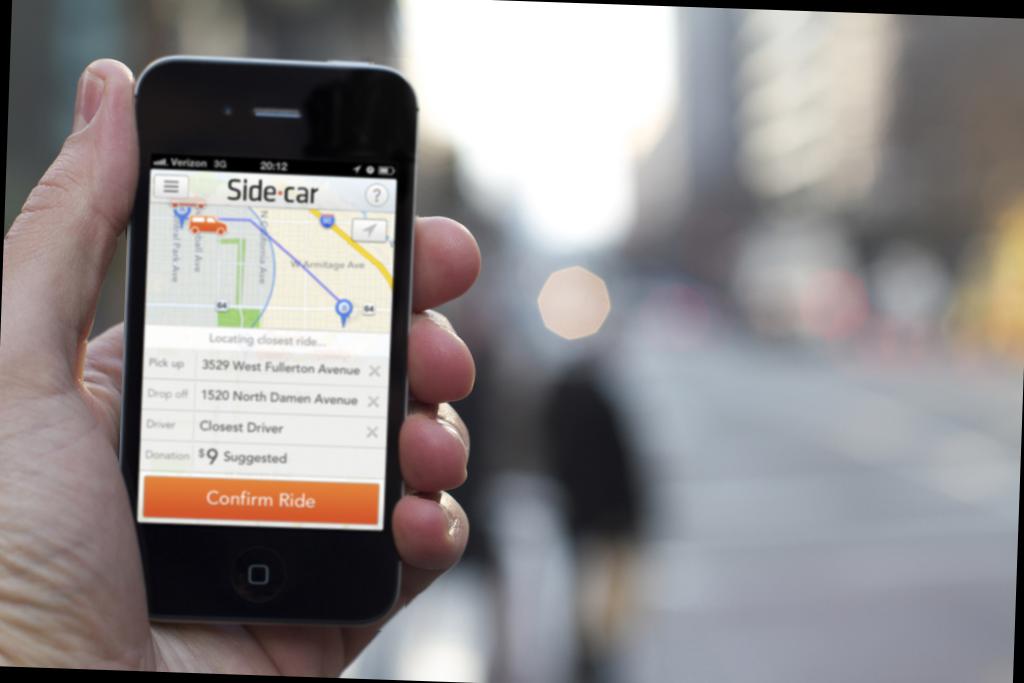 Verizon 3G 20:12
Side·car
?
N California Ave
W Armitage Ave
64
64
Locating closest ride...
Pick up 3529 West Fullerton Avenue
Drop off 1520 North Damen Avenue
Driver Closest Driver
Donation $9 Suggested
Confirm Ride